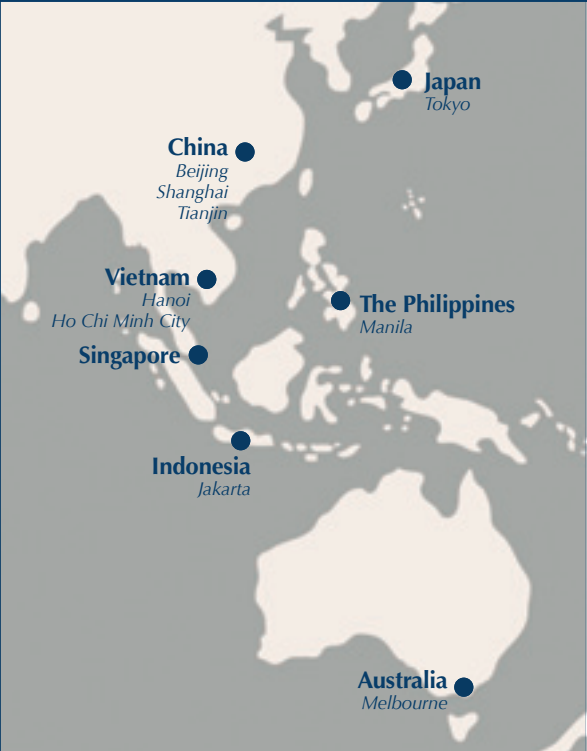 Japan
Tokyo
China
Beijing
Shanghai
Tianjin
Vietnam
Hanoi
Ho Chi Minh City
The Philippines
Manila
Singapore
Indonesia
Jakarta
Australia
Melbourne